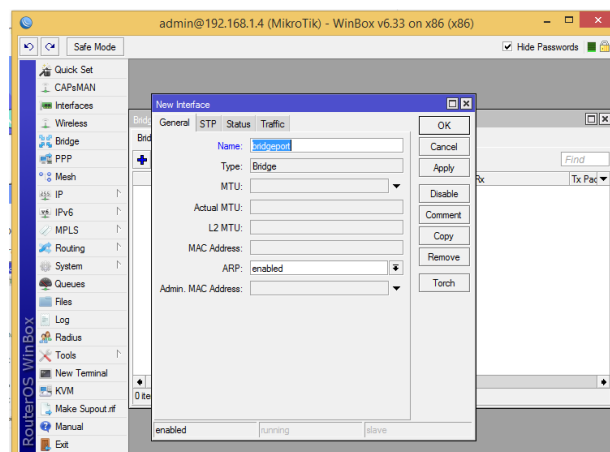 admin@192.168.1.4 (MikroTik) - WinBox v6.33 on x86 (x86)
Safe Mode
Hide Passwords
Quick Set
CAPsMAN
Interfaces
Wireless
Bridge
PPP
Mesh
IP
IPv6
MPLS
Routing
System
Queues
Files
Log
Radius
Tools
New Terminal
KVM
Make Supout.rif
Manual
Exit
RouterOS WinBox
Find
Rx
Tx Pac
0 ite
New Interface
General STP Status Traffic
Name: bridgeport
Type: Bridge
MTU:
Actual MTU:
L2 MTU:
MAC Address:
ARP: enabled
Admin. MAC Address:
OK
Cancel
Apply
Disable
Comment
Copy
Remove
Torch
enabled running slave